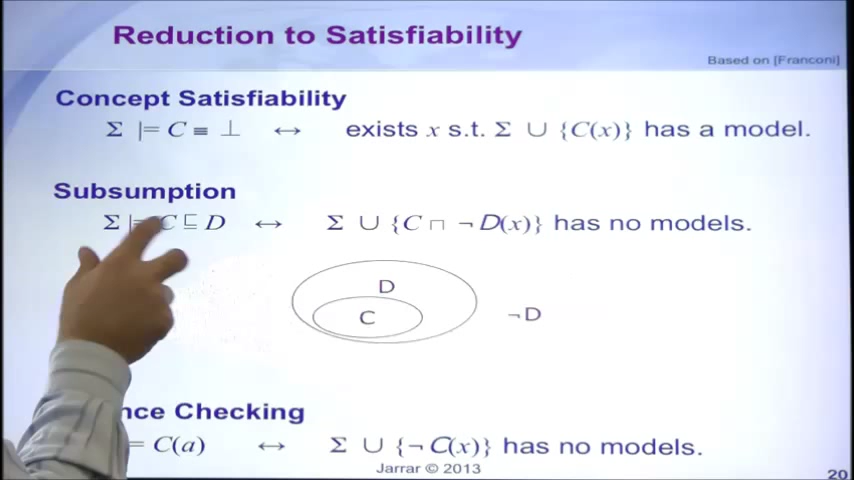 Reduction to Satisfiability
Based on [Franconi]
Concept Satisfiability
Σ |= C ≡ ⊥ ↔ exists x s.t. Σ ∪ {C(x)} has a model.
Subsumption
Σ |= C ⊑ D ↔ Σ ∪ {C ⊓ ¬D(x)} has no models.
D
C
¬D
Checking
= C(a) ↔ Σ ∪ {¬C(x)} has no models.
Jarrar © 2013
20